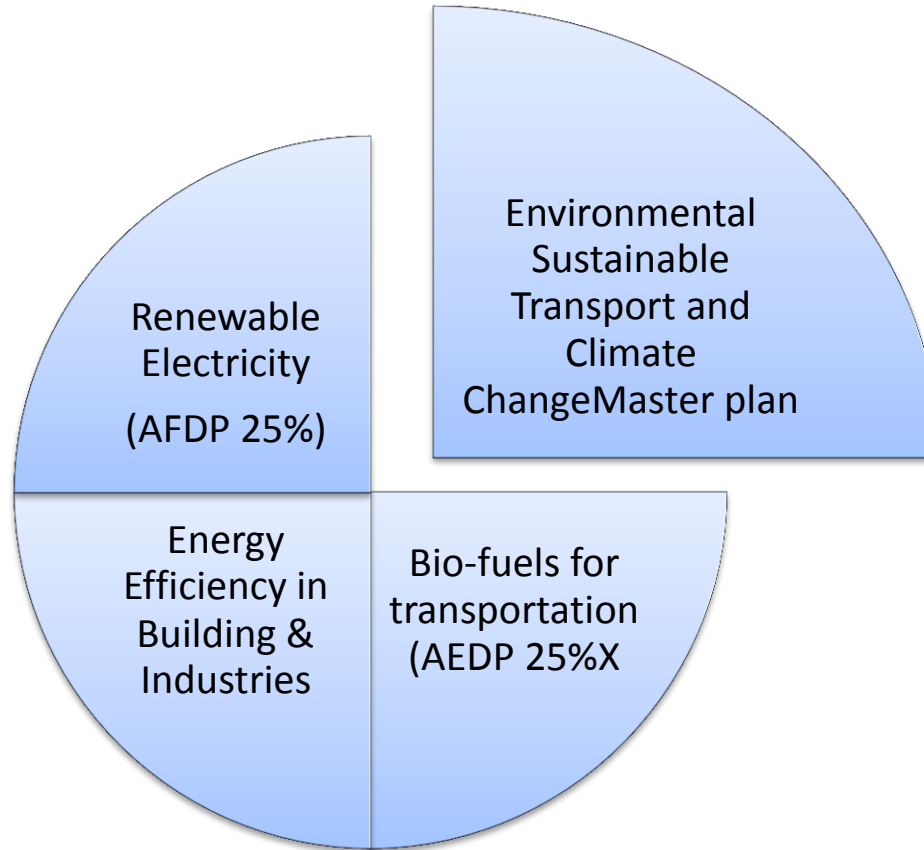 Environmental
Sustainable
Transport and
Climate
ChangeMaster plan
Renewable
Electricity
(AFDP 25%)
Energy
Efficiency in
Building &
Industries
Bio-fuels for
transportation
(AEDP 25%X